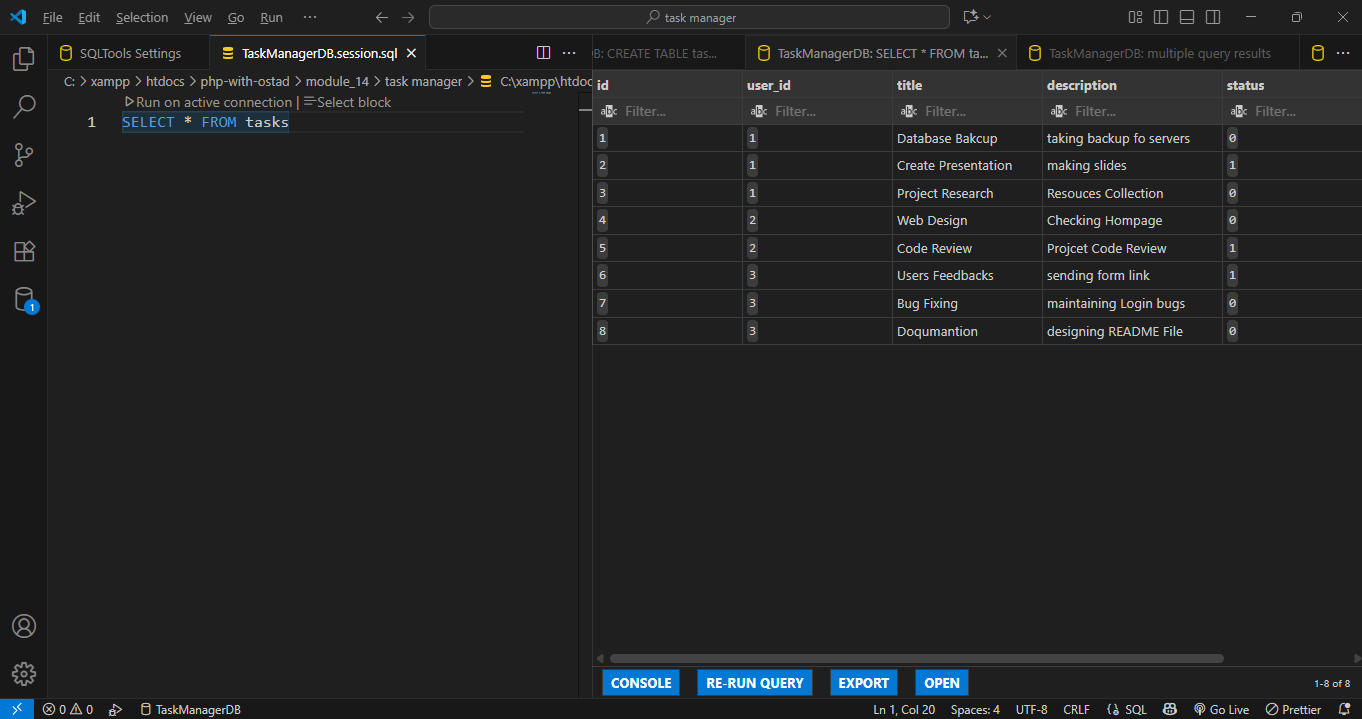 File Edit Selection View Go Run ··· task manager
SQLTools Settings TaskManagerDB.session.sql ··· DB: CREATE TABLE tas... TaskManagerDB: SELECT * FROM ta... TaskManagerDB: multiple query results ···
C: > xampp > htdocs > php-with-ostad > module_14 > task manager > C:\xampp\htdoc
Run on active connection | Select block
1 SELECT * FROM tasks
id user_id title description status
abc Filter... abc Filter... abc Filter... abc Filter... abc Filter...
1 1 Database Bakcup taking backup fo servers 0
2 1 Create Presentation making slides 1
3 1 Project Research Resouces Collection 0
4 2 Web Design Checking Hompage 0
5 2 Code Review Projcet Code Review 1
6 3 Users Feedbacks sending form link 1
7 3 Bug Fixing maintaining Login bugs 0
8 3 Doqumantion designing README File 0
1
CONSOLE RE-RUN QUERY EXPORT OPEN 1-8 of 8
0 0 TaskManagerDB Ln 1, Col 20 Spaces: 4 UTF-8 CRLF {} SQL Go Live Prettier